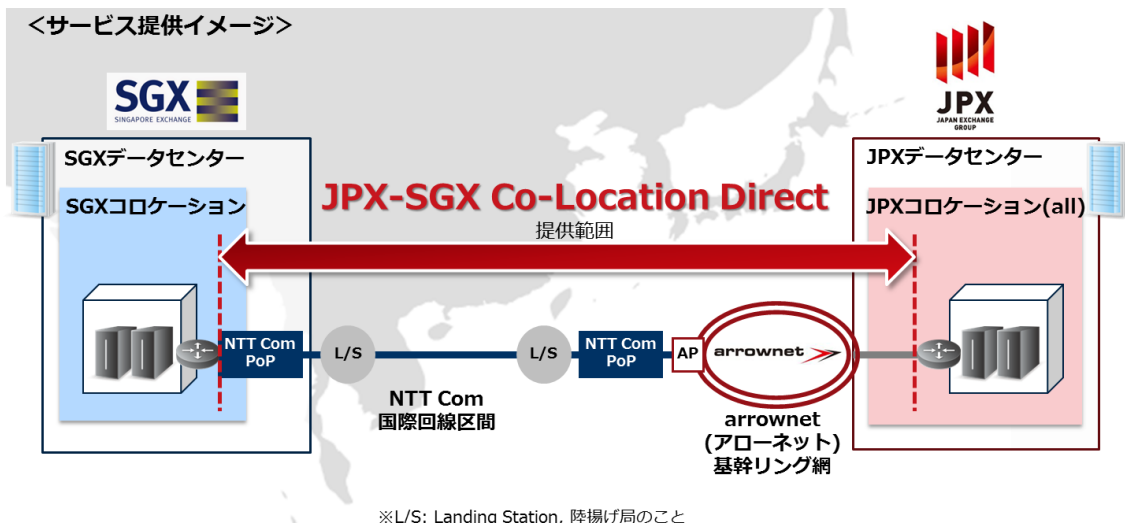 ＜サービス提供イメージ＞
SGX
SINGAPORE EXCHANGE
JPX
JAPAN EXCHANGE
GROUP
SGXデータセンター
JPXデータセンター
SGXコロケーション
JPX-SGX Co-Location Direct
JPXコロケーション(all)
提供範囲
NTT Com
PoP
L/S
L/S
NTT Com
PoP
AP
arrownet
NTT Com
国際回線区間
arrownet
(アローネット)
基幹リング網
※L/S: Landing Station, 陸揚げ局のこと